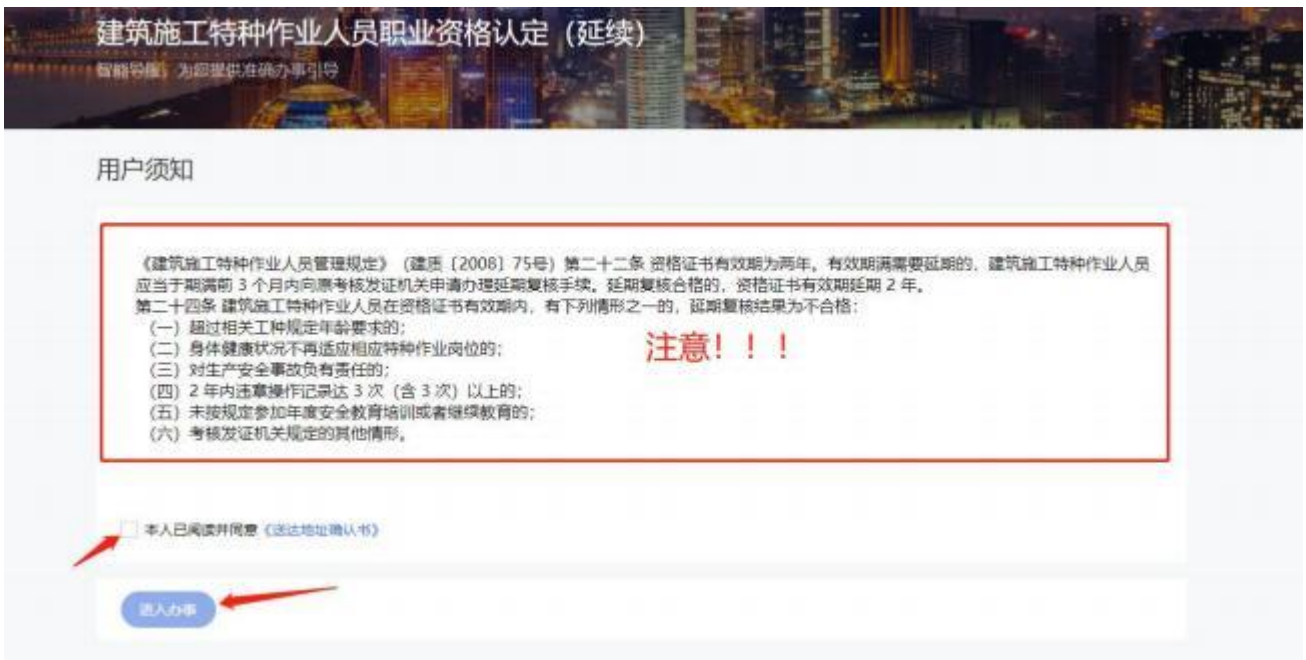 建筑施工特种作业人员职业资格认定（延续）
智能导服，为您提供准确办事引导
用户须知
《建筑施工特种作业人员管理规定》（建质〔2008〕75号）第二十二条 资格证书有效期为两年。有效期满需要延期的，建筑施工特种作业人员
应当于期满前 3 个月内向原考核发证机关申请办理延期复核手续。延期复核合格的，资格证书有效期延期 2 年。
第二十四条 建筑施工特种作业人员在资格证书有效期内，有下列情形之一的，延期复核结果为不合格：
（一）超过相关工种规定年龄要求的；
（二）身体健康状况不再适应相应特种作业岗位的；
（三）对生产安全事故负有责任的；
（四）2 年内违章操作记录达 3 次（含 3 次）以上的；
（五）未按规定参加年度安全教育培训或者继续教育的；
（六）考核发证机关规定的其他情形。
注意！！！
本人已阅读并同意《送达地址确认书》
进入办事